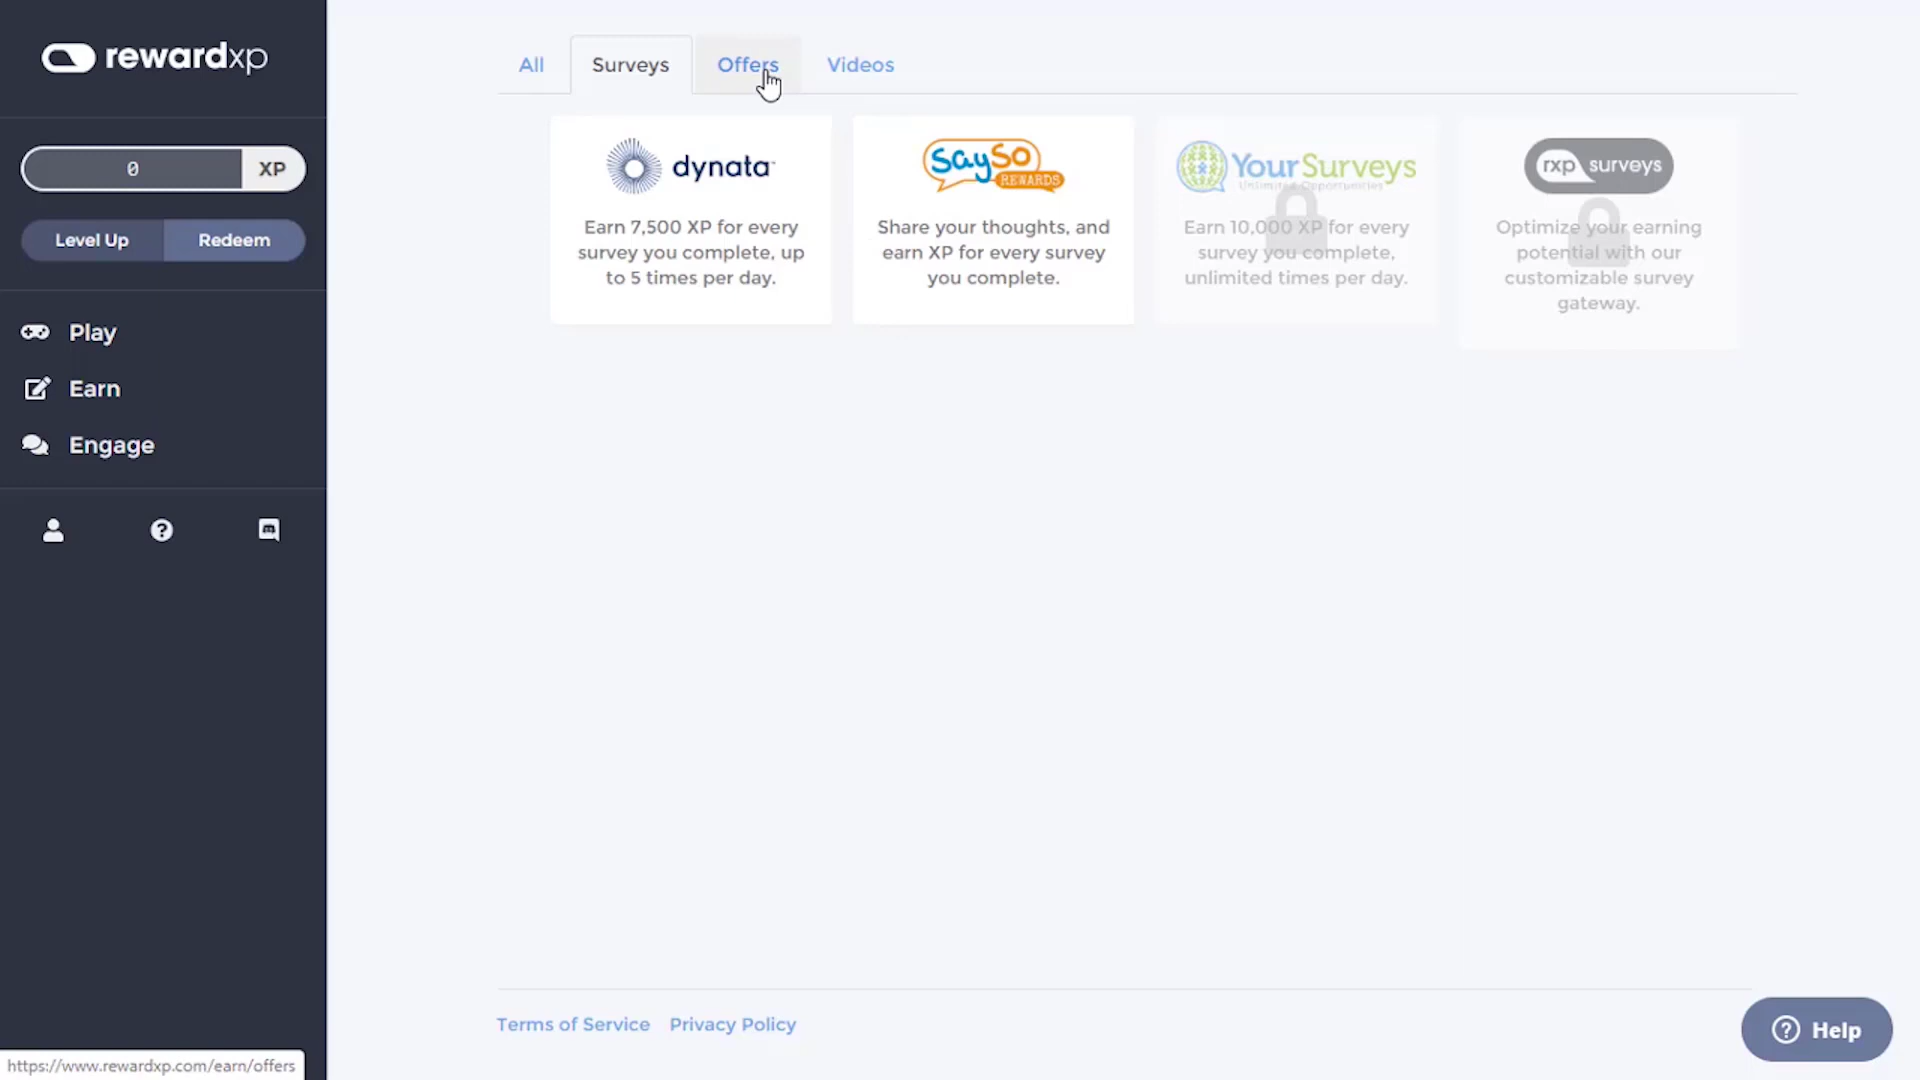 rewardxp
0 XP
Level Up Redeem
Play
Earn
Engage
All Surveys Offers Videos
dynata
Earn 7,500 XP for every
survey you complete, up
to 5 times per day.
SaySo
REWARDS
Share your thoughts, and
earn XP for every survey
you complete.
YourSurveys
Unlimited Opportunities
Earn 10,000 XP for every
survey you complete,
unlimited times per day.
rxp surveys
Optimize your earning
potential with our
customizable survey
gateway.
Terms of Service Privacy Policy
Help
https://www.rewardxp.com/earn/offers